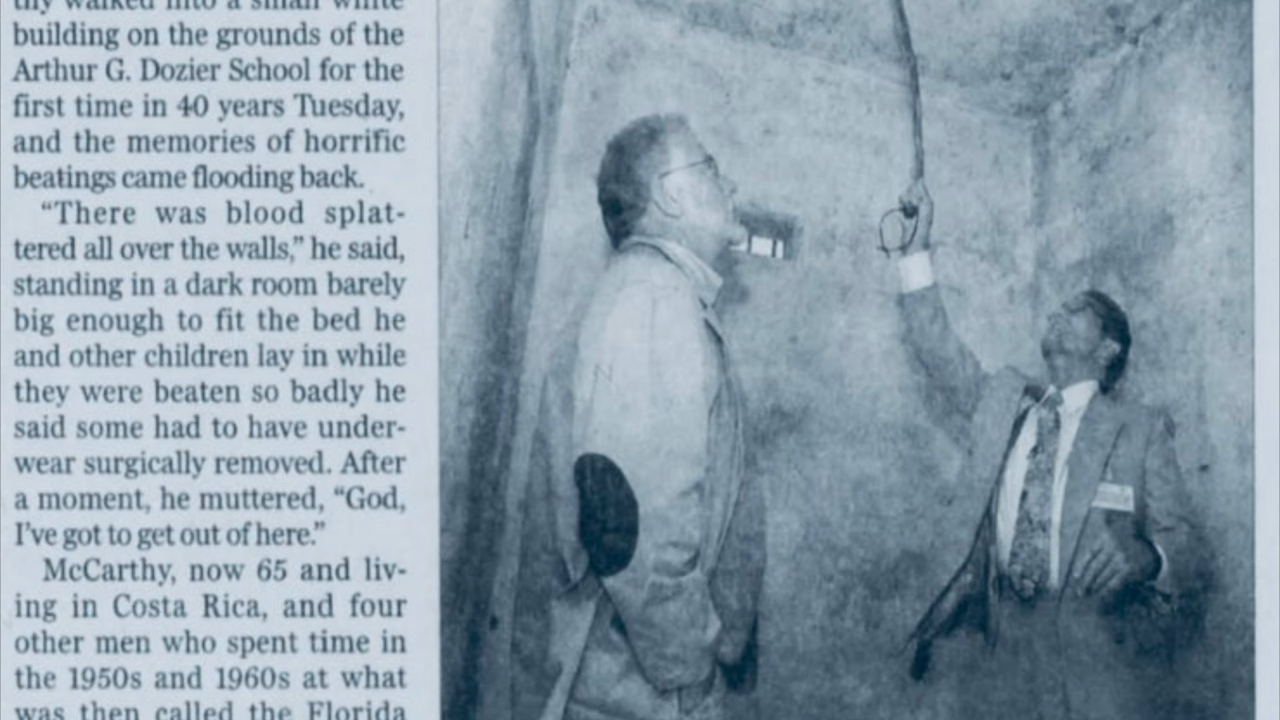 thy walked into a small white
building on the grounds of the
Arthur G. Dozier School for the
first time in 40 years Tuesday,
and the memories of horrific
beatings came flooding back.
“There was blood splat-
tered all over the walls,” he said,
standing in a dark room barely
big enough to fit the bed he
and other children lay in while
they were beaten so badly he
said some had to have under-
wear surgically removed. After
a moment, he muttered, “God,
I’ve got to get out of here.”
McCarthy, now 65 and liv-
ing in Costa Rica, and four
other men who spent time in
the 1950s and 1960s at what
was then called the Florida